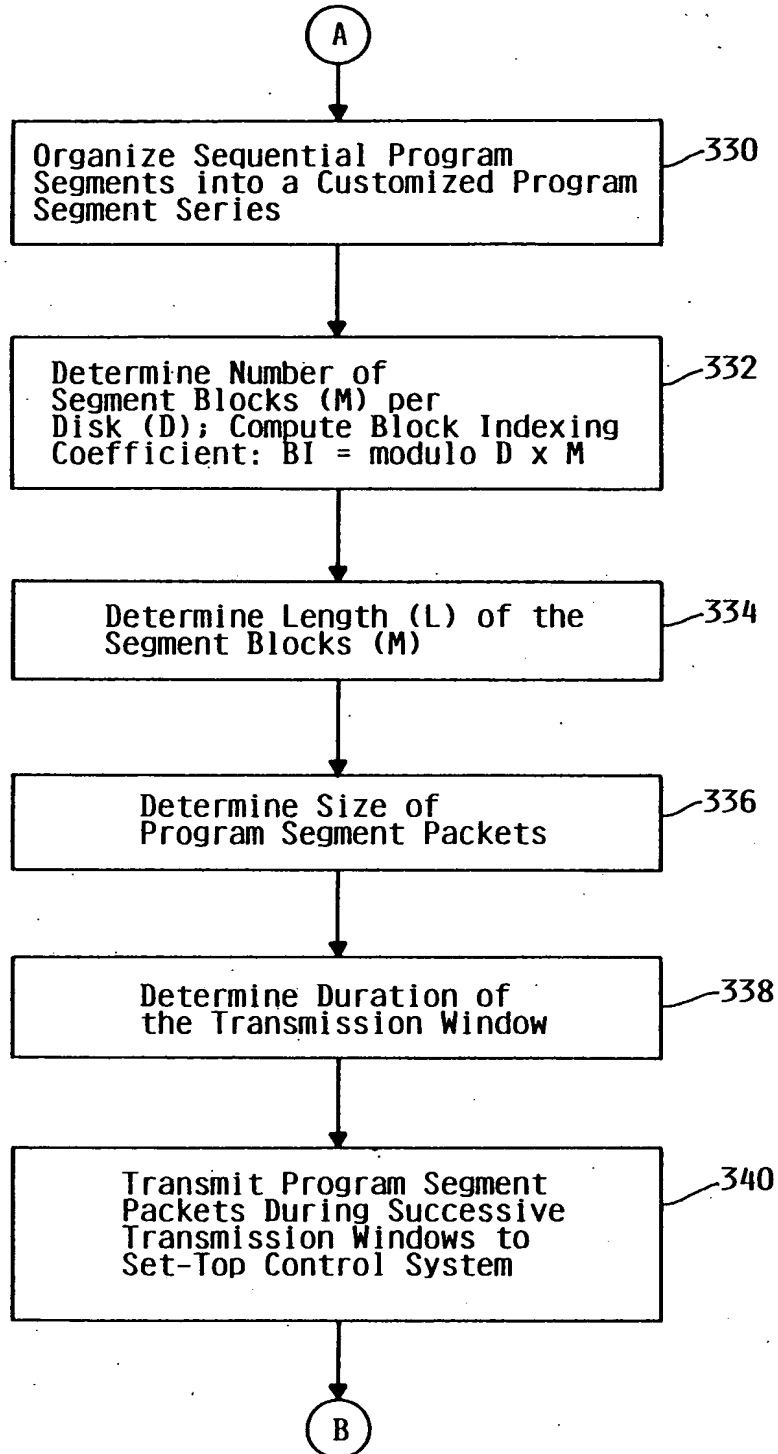 A
Organize Sequential Program
Segments into a Customized Program
Segment Series
330
Determine Number of
Segment Blocks (M) per
Disk (D); Compute Block Indexing
Coefficient: BI = modulo D x M
332
Determine Length (L) of the
Segment Blocks (M)
334
Determine Size of
Program Segment Packets
336
Determine Duration of
the Transmission Window
338
Transmit Program Segment
Packets During Successive
Transmission Windows to
Set-Top Control System
340
B